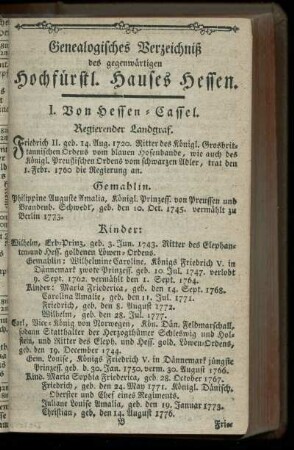 Genealogisches Verzeichniß
des gegenwärtigen
Hochfürstl. Hauses Hessen.
I. Von Hessen-Cassel.
Regierender Landgraf.
Friedrich II. geb. 14. Aug. 1720. Ritter des Königl. Grosbrit-
tannischen Ordens vom blauen Hosenbande, wie auch des
Königl. Preußischen Ordens vom schwarzen Adler, trat den
1. Febr. 1760 die Regierung an.
Gemahlin.
Philippine Auguste Amalia, Königl. Prinzess. von Preussen und
Brandenb. Schwedt, geb. den 10. Oct. 1745. vermählt zu
Berlin 1773.
Kinder:
Wilhelm, Erb-Prinz, geb. 3. Jun. 1743. Ritter des Elephan-
ten und Hess. goldenen Löwen-Ordens.
Gemahlin: Wilhelmine Caroline. Königs Friedrich V. in
Dännemark zwote Prinzess. geb. 10. Jul. 1747. verlobt
9. Sept. 1762. vermählt den 1. Sept. 1764.
Kinder: Maria Friederica, geb. den 14. Sept. 1768.
Carolina Amalie, geb. den 11. Jul. 1771.
Friedrich, geb. den 8. August 1772.
Wilhelm, geb. den 28. Jul. 1777.
Carl, Vice-König von Norwegen, Kön. Dän. Feldmarschall,
sodann Statthalter der Herzogthümer Schleswig und Hol-
stein, und Ritter des Eleph. und Hess. gold. Löwen-Ordens,
geb. den 19. December 1744.
Gem. Louise, Königs Friedrich V. in Dännemark jüngste
Prinzess. geb. d. 30. Jan. 1750. verm. 30. August 1766.
Kind. Maria Sophia Friederica, geb. 28. October 1767.
Friedrich, geb. den 24. May 1771. Königl. Dänisch.
Oberster und Chef eines Regiments.
Juliane Louise Amalia, geb. den 19. Januar 1773.
Christian, geb. den 14. August 1776.
B
Frie-